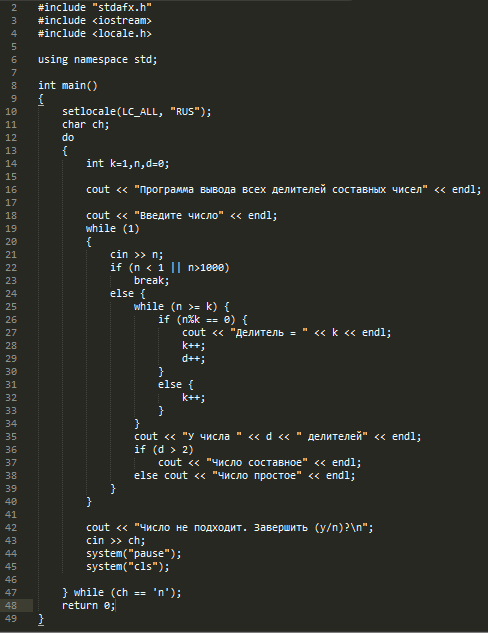 2 #include "stdafx.h"
3 #include <iostream>
4 #include <locale.h>
5
6 using namespace std;
7
8 int main()
9 {
10     setlocale(LC_ALL, "RUS");
11     char ch;
12     do
13     {
14         int k=1,n,d=0;
15
16         cout << "Программа вывода всех делителей составных чисел" << endl;
17
18         cout << "Введите число" << endl;
19         while (1)
20         {
21             cin >> n;
22             if (n < 1 || n>1000)
23                 break;
24             else {
25                 while (n >= k) {
26                     if (n%k == 0) {
27                         cout << "Делитель = " << k << endl;
28                         k++;
29                         d++;
30                     }
31                     else {
32                         k++;
33                     }
34                 }
35                 cout << "У числа " << d << " делителей" << endl;
36                 if (d > 2)
37                     cout << "Число составное" << endl;
38                 else cout << "Число простое" << endl;
39             }
40         }
41
42         cout << "Число не подходит. Завершить (y/n)?\n";
43         cin >> ch;
44         system("pause");
45         system("cls");
46
47     } while (ch == 'n');
48     return 0;
49 }